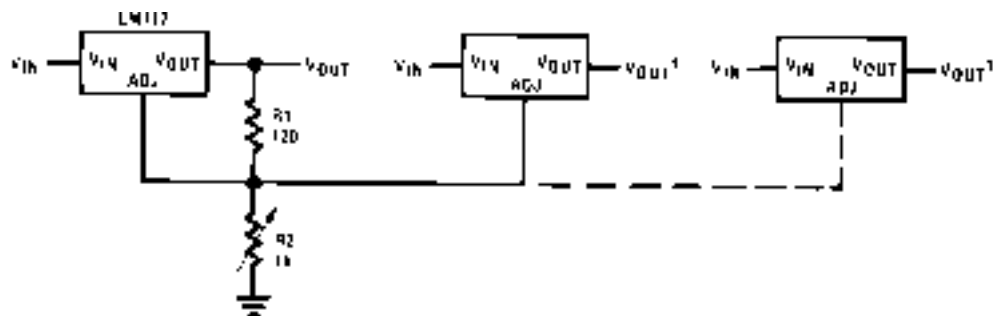 LM117
VIN VIN VOUT VOUT
ADJ
R1
120
R2
1k
VIN VIN VOUT VOUT†
ADJ
VIN VIN VOUT VOUT†
ADJ